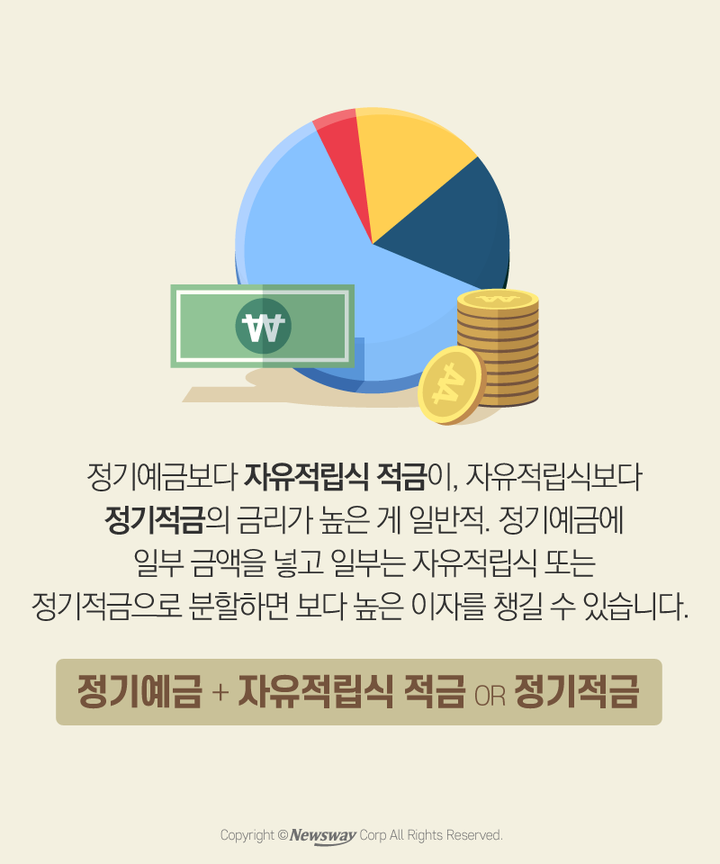 ₩
₩
₩
정기예금보다 자유적립식 적금이, 자유적립식보다
정기적금의 금리가 높은 게 일반적. 정기예금에
일부 금액을 넣고 일부는 자유적립식 또는
정기적금으로 분할하면 보다 높은 이자를 챙길 수 있습니다.
정기예금 + 자유적립식 적금 OR 정기적금
Copyright ©Newsway Corp All Rights Reserved.